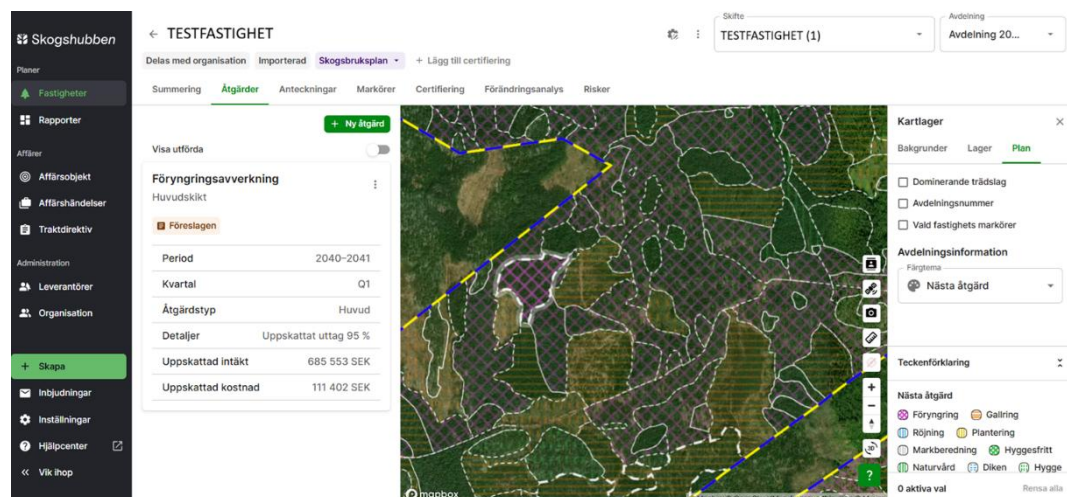 Skogshubben
Planer
Fastigheter
Rapporter
Affärer
Affärsobjekt
Affärshändelser
Traktdirektiv
Administration
Leverantörer
Organisation
+ Skapa
Inbjudningar
Inställningar
Hjälpcenter
Vik ihop
← TESTFASTIGHET
Skifte
TESTFASTIGHET (1)
Avdelning
Avdelning 20...
Delas med organisation Importerad Skogsbruksplan + Lägg till certifiering
Summering Åtgärder Anteckningar Markörer Certifiering Förändringsanalys Risker
+ Ny åtgärd
Visa utförda
Föryngringsavverkning
Huvudskikt
Föreslagen
Period 2040–2041
Kvartal Q1
Åtgärdstyp Huvud
Detaljer Uppskattat uttag 95 %
Uppskattad intäkt 685 553 SEK
Uppskattad kostnad 111 402 SEK
mapbox
3D
?
Kartlager
Bakgrunder Lager Plan
Dominerande trädslag
Avdelningsnummer
Vald fastighets markörer
Avdelningsinformation
Färgtema
Nästa åtgärd
Teckenförklaring
Nästa åtgärd
Föryngring Gallring
Röjning Plantering
Markberedning Hyggesfritt
Naturvård Diken Hygge
0 aktiva val Rensa alla